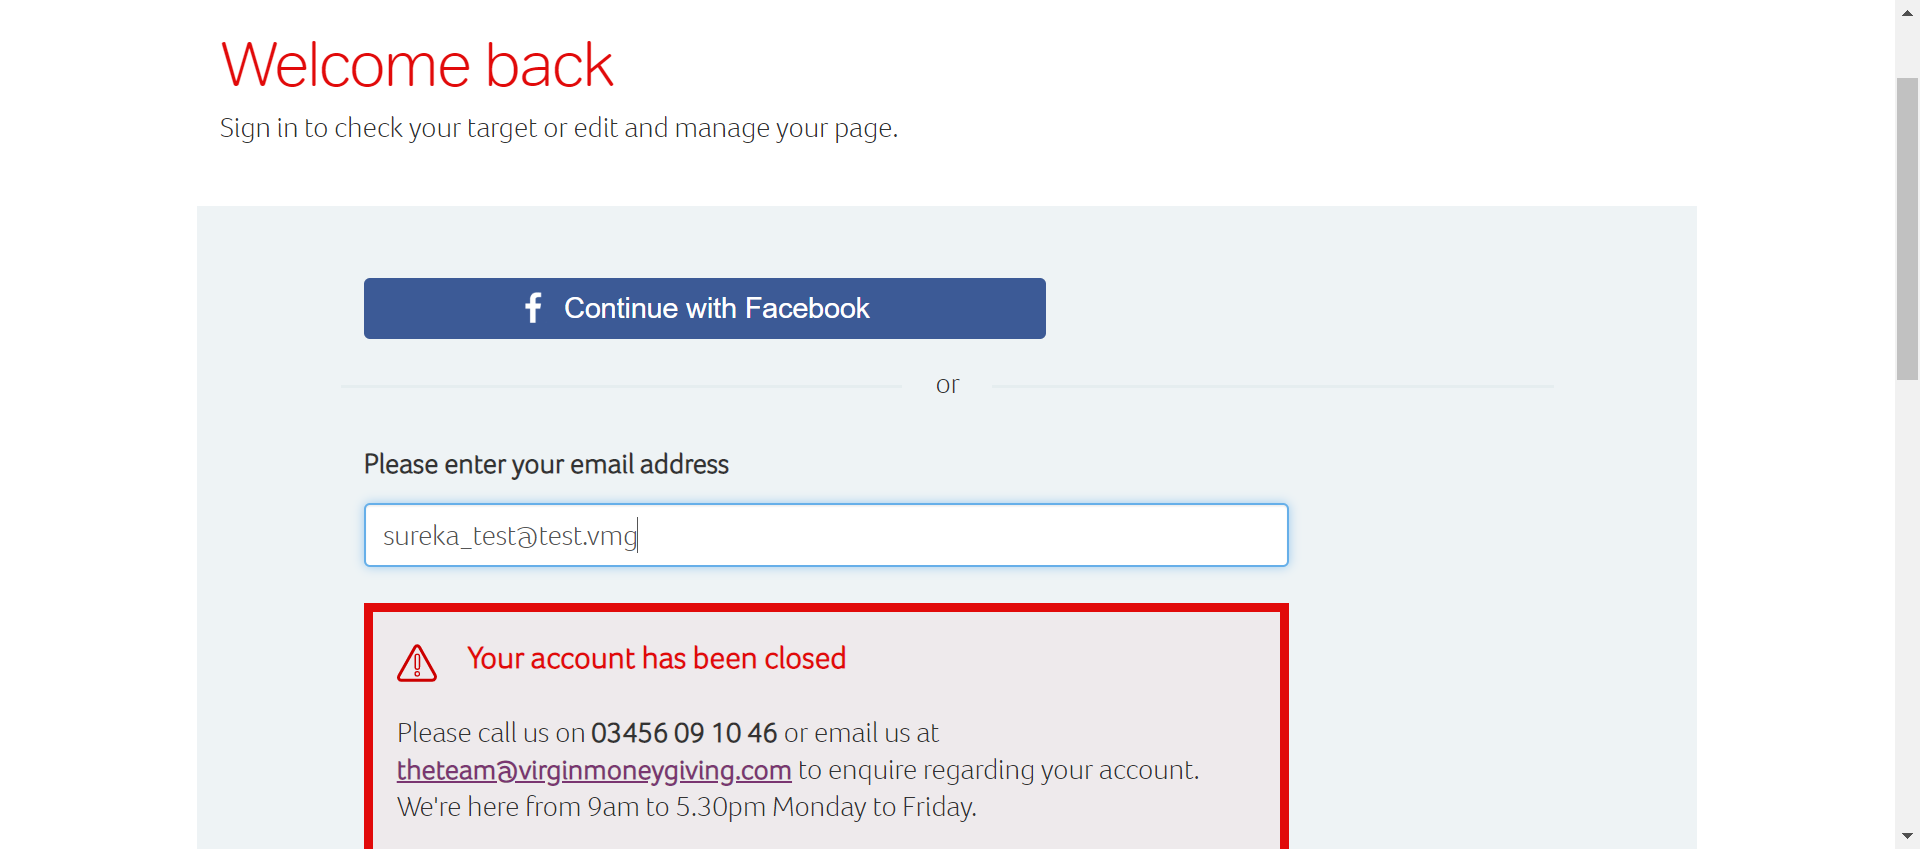 Welcome back
Sign in to check your target or edit and manage your page.
f Continue with Facebook
or
Please enter your email address
sureka_test@test.vmg
Your account has been closed
Please call us on 03456 09 10 46 or email us at
theteam@virginmoneygiving.com to enquire regarding your account.
We're here from 9am to 5.30pm Monday to Friday.